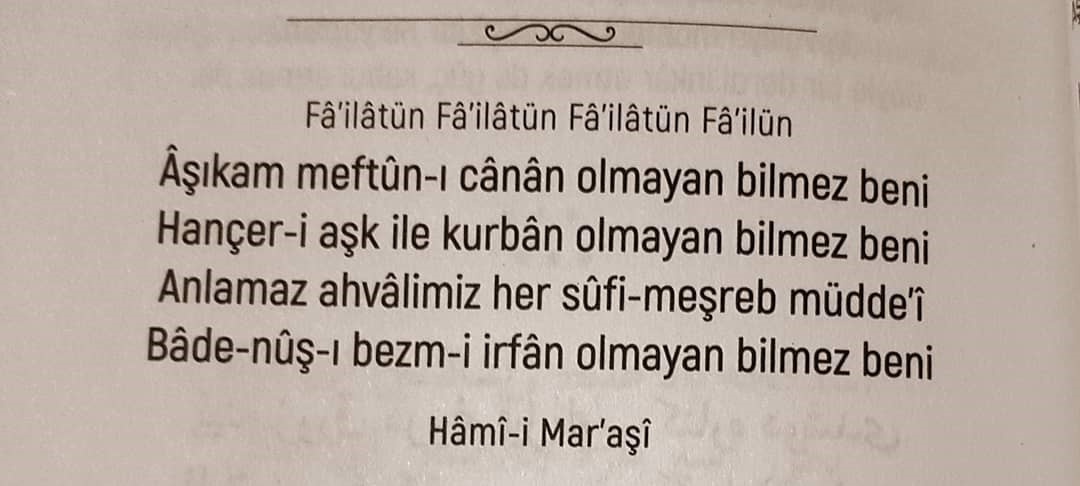 Fâ'ilâtün Fâ'ilâtün Fâ'ilâtün Fâ'ilün
Âşıkam meftûn-ı cânân olmayan bilmez beni
Hançer-i aşk ile kurbân olmayan bilmez beni
Anlamaz ahvâlimiz her sûfi-meşreb müdde'î
Bâde-nûş-ı bezm-i irfân olmayan bilmez beni
Hâmî-i Mar'aşî